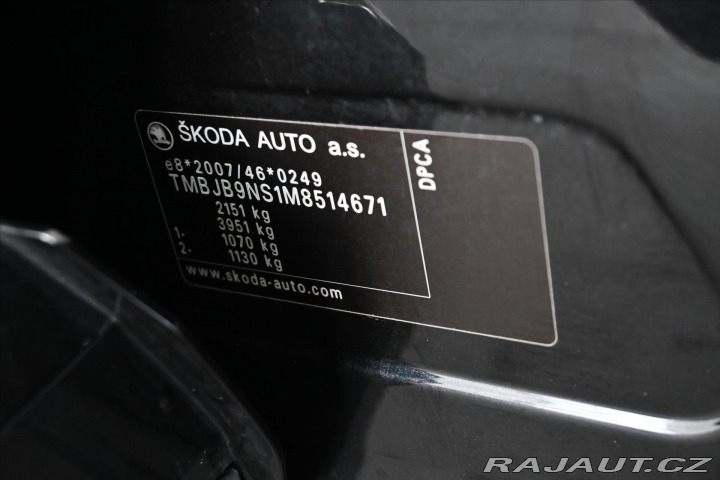 ŠKODA AUTO a.s.
e8*2007/46*0249
TMBJB9NS1M8514671
2151 kg
3951 kg
1- 1070 kg
2- 1130 kg
www.skoda-auto.com
DPCA
RAJAUT.CZ